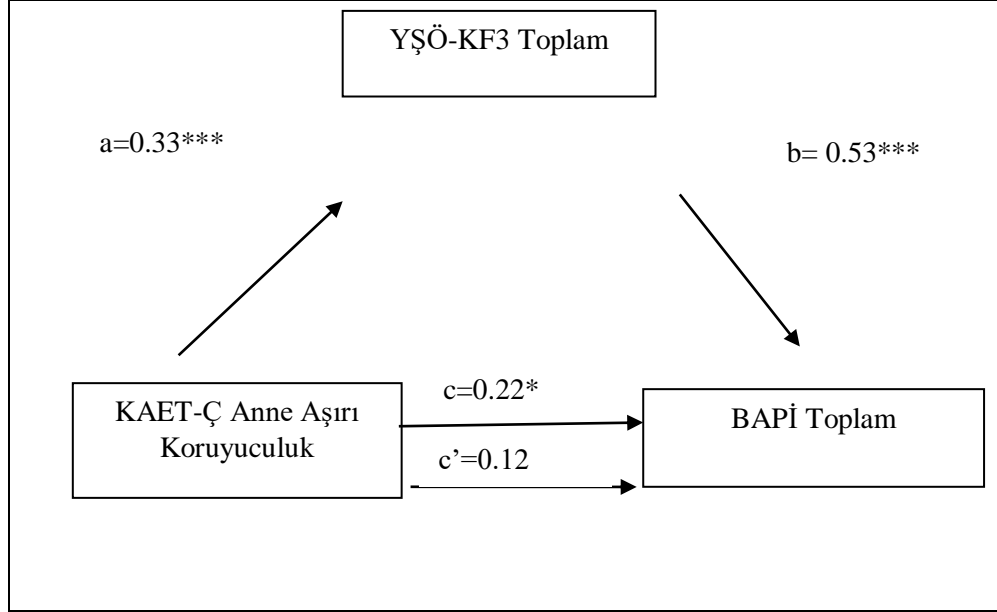 YŞÖ-KF3 Toplam
a=0.33***
b= 0.53***
KAET-Ç Anne Aşırı
Koruyuculuk
c=0.22*
c’=0.12
BAPİ Toplam